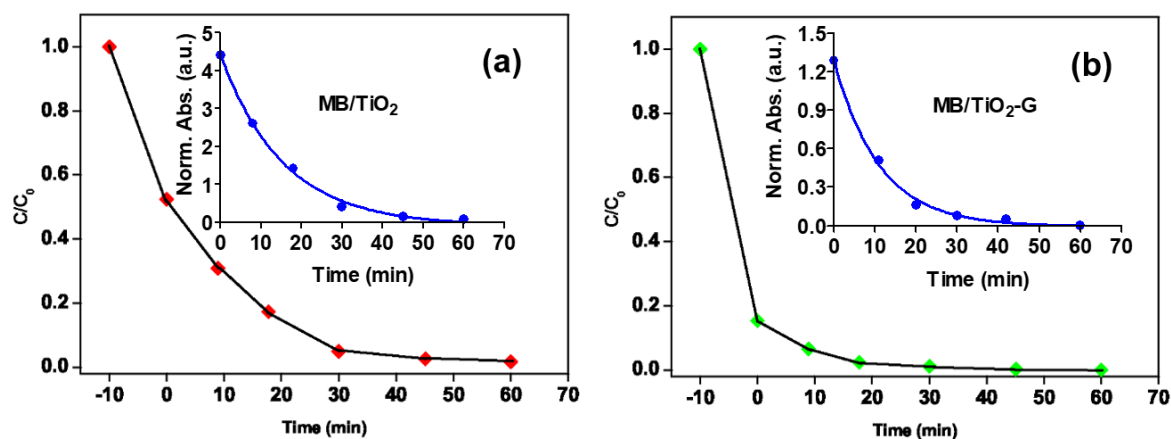 (a)
C/C₀
1.0
0.8
0.6
0.4
0.2
0.0
-10 0 10 20 30 40 50 60 70
Time (min)
Norm. Abs. (a.u.)
5
4
3
2
1
0
MB/TiO₂
0 10 20 30 40 50 60 70
Time (min)
(b)
C/C₀
1.0
0.8
0.6
0.4
0.2
0.0
-10 0 10 20 30 40 50 60 70
Time (min)
Norm. Abs. (a.u.)
1.5
1.2
0.9
0.6
0.3
0.0
MB/TiO₂-G
0 10 20 30 40 50 60 70
Time (min)